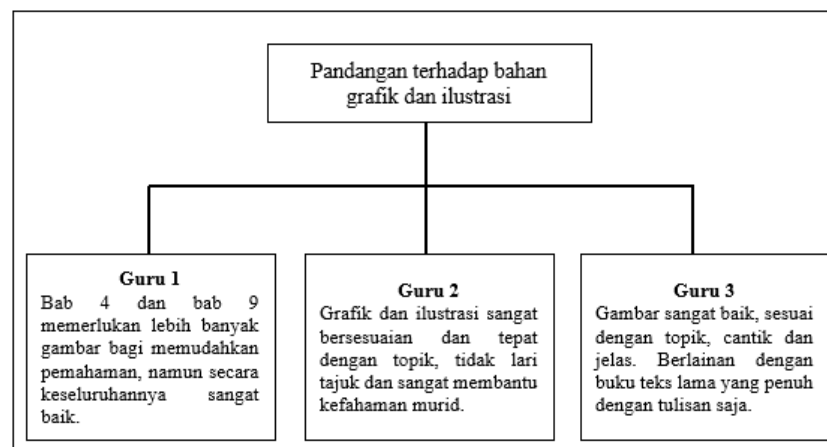 Pandangan terhadap bahan
grafik dan ilustrasi
Guru 1
Bab 4 dan bab 9
memerlukan lebih banyak
gambar bagi memudahkan
pemahaman, namun secara
keseluruhannya sangat
baik.
Guru 2
Grafik dan ilustrasi sangat
bersesuaian dan tepat
dengan topik, tidak lari
tajuk dan sangat membantu
kefahaman murid.
Guru 3
Gambar sangat baik, sesuai
dengan topik, cantik dan
jelas. Berlainan dengan
buku teks lama yang penuh
dengan tulisan saja.